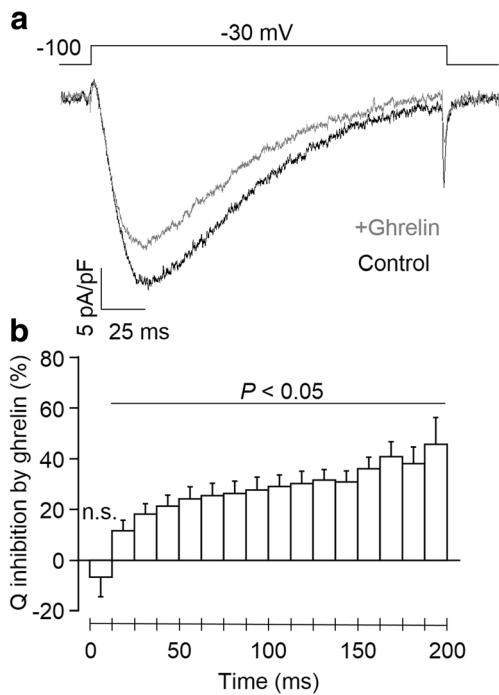 a
-100
-30 mV
+Ghrelin
Control
5 pA/pF
25 ms
b
Q inhibition by ghrelin (%)
80
60
40
20
0
-20
P < 0.05
n.s.
0 50 100 150 200
Time (ms)